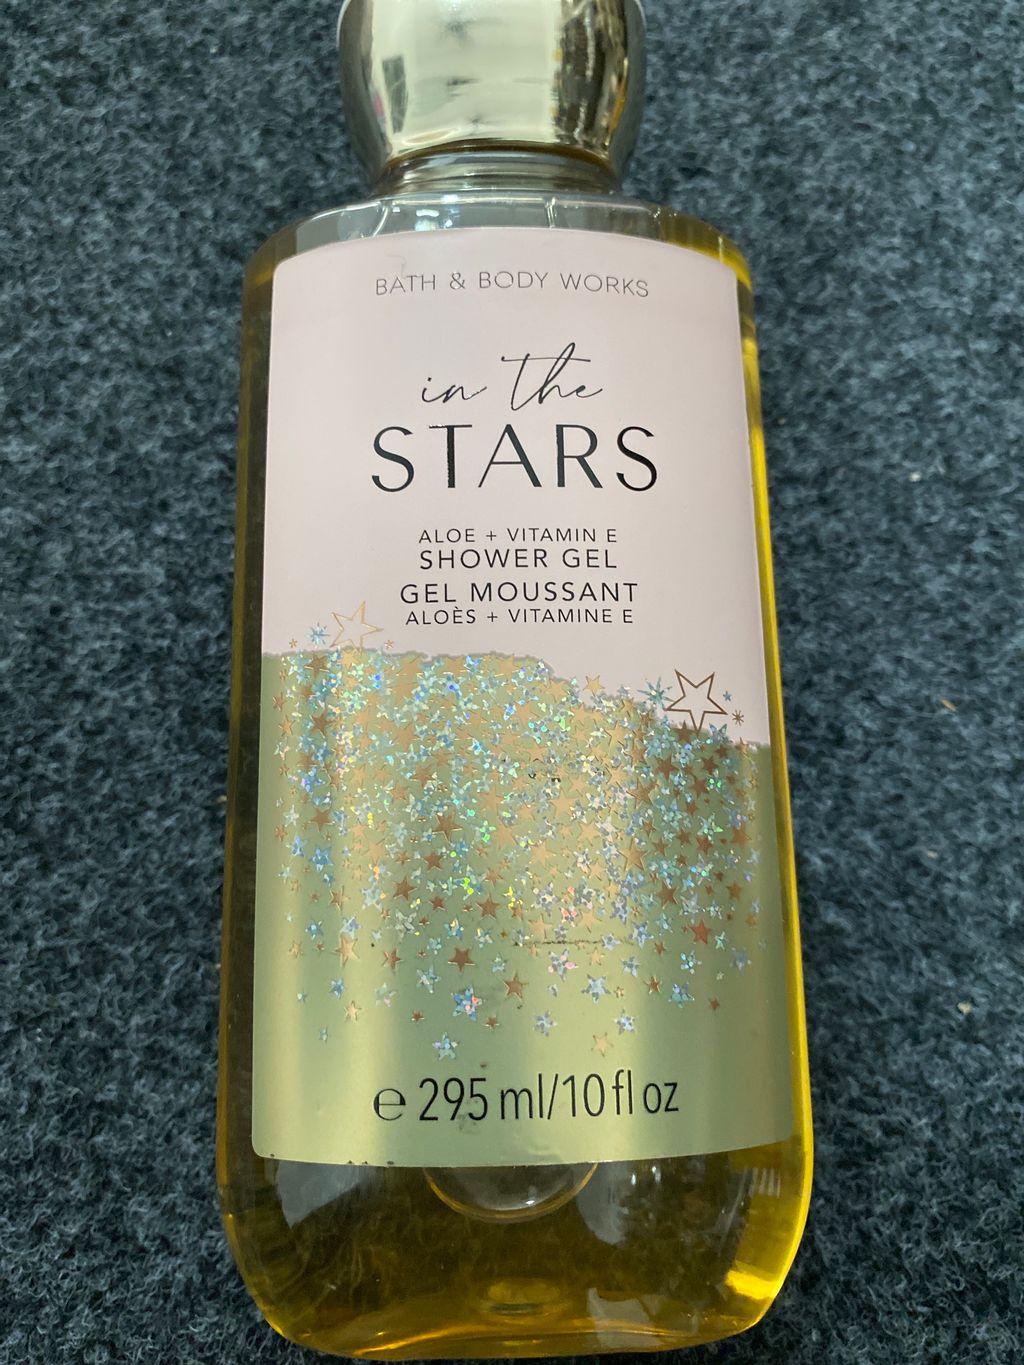 BATH & BODY WORKS
in the
STARS
ALOE + VITAMIN E
SHOWER GEL
GEL MOUSSANT
ALOÈS + VITAMINE E
℮ 295 ml/10 fl oz